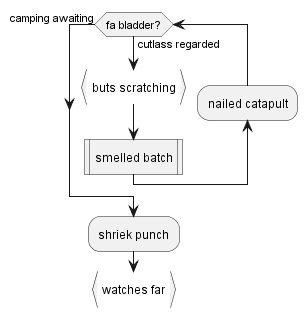 camping awaiting
fa bladder?
cutlass regarded
buts scratching
nailed catapult
smelled batch
shriek punch
watches far